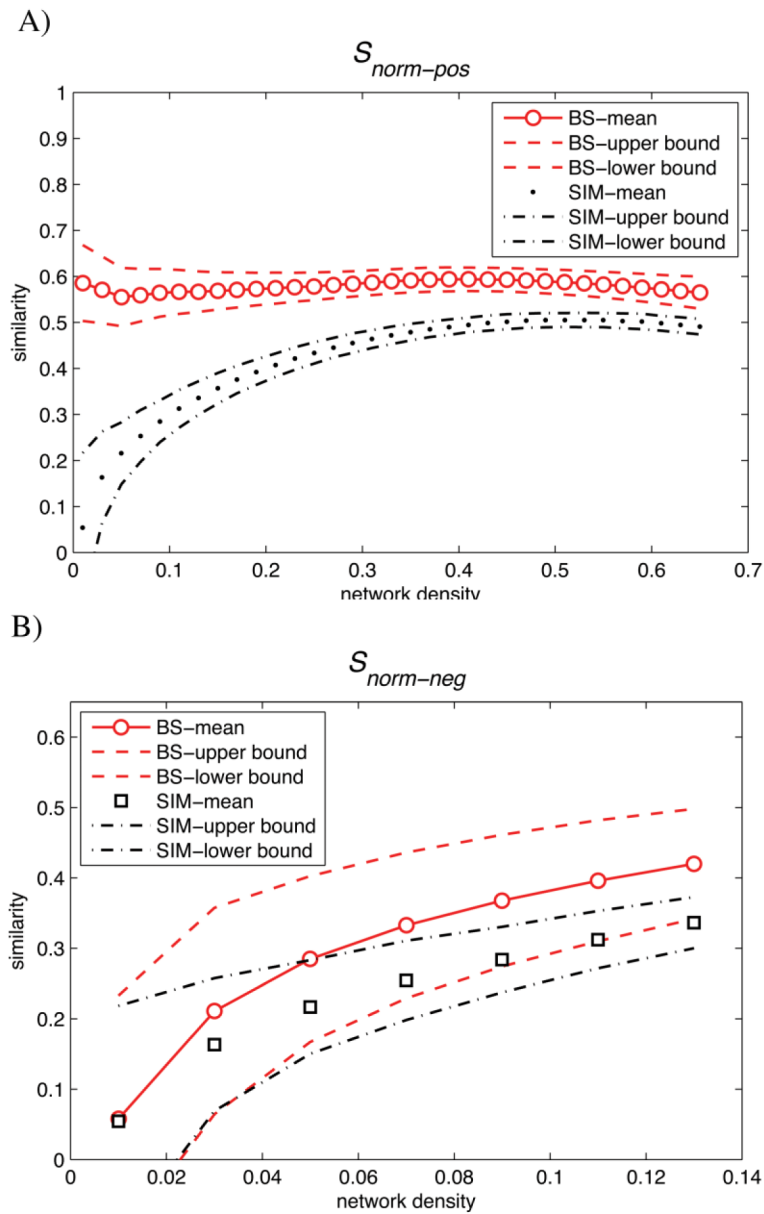 A)
S norm−pos
1
0.9
0.8
0.7
0.6
0.5
0.4
0.3
0.2
0.1
0
similarity
BS−mean
BS−upper bound
BS−lower bound
SIM−mean
SIM−upper bound
SIM−lower bound
0 0.1 0.2 0.3 0.4 0.5 0.6 0.7
network density
B)
S norm−neg
0.6
0.5
0.4
0.3
0.2
0.1
0
similarity
BS−mean
BS−upper bound
BS−lower bound
SIM−mean
SIM−upper bound
SIM−lower bound
0 0.02 0.04 0.06 0.08 0.1 0.12 0.14
network density